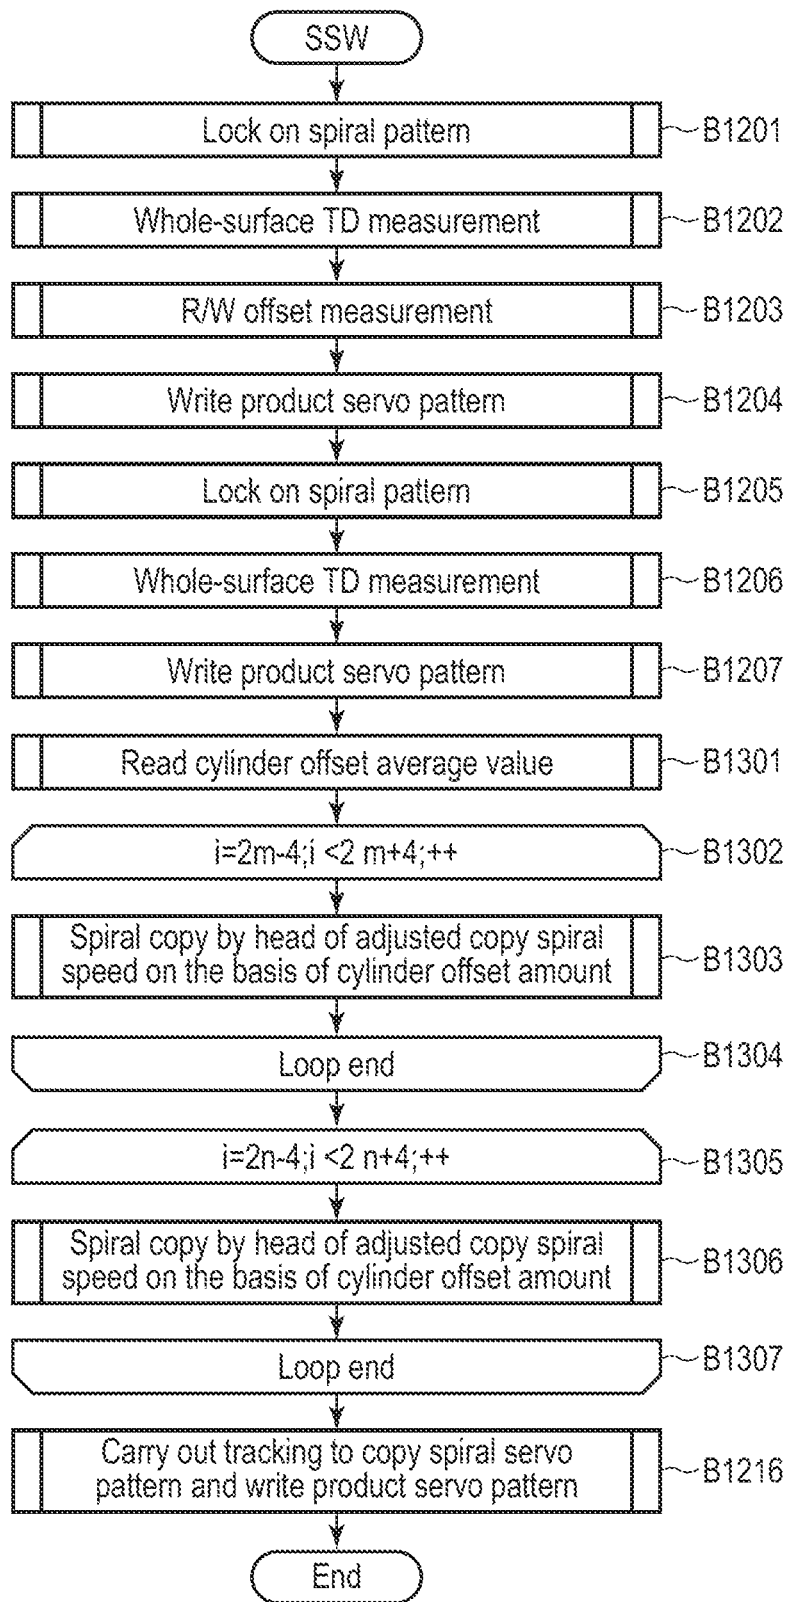 SSW
Lock on spiral pattern
B1201
Whole-surface TD measurement
B1202
R/W offset measurement
B1203
Write product servo pattern
B1204
Lock on spiral pattern
B1205
Whole-surface TD measurement
B1206
Write product servo pattern
B1207
Read cylinder offset average value
B1301
i=2m-4;i <2 m+4;++
B1302
Spiral copy by head of adjusted copy spiral
speed on the basis of cylinder offset amount
B1303
Loop end
B1304
i=2n-4;i <2 n+4;++
B1305
Spiral copy by head of adjusted copy spiral
speed on the basis of cylinder offset amount
B1306
Loop end
B1307
Carry out tracking to copy spiral servo
pattern and write product servo pattern
B1216
End